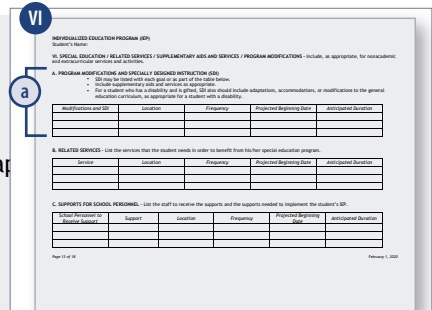 VI
INDIVIDUALIZED EDUCATION PROGRAM (IEP)
Student's Name:
VI. SPECIAL EDUCATION / RELATED SERVICES / SUPPLEMENTARY AIDS AND SERVICES / PROGRAM MODIFICATIONS - Include, as appropriate, for nonacademic
and extracurricular services and activities.
a
A. PROGRAM MODIFICATIONS AND SPECIALLY DESIGNED INSTRUCTION (SDI)
• SDI may be listed with each goal or as part of the table below.
• Include supplementary aids and services as appropriate.
• For a student who has a disability and is gifted, SDI also should include adaptations, accommodations, or modifications to the general
education curriculum, as appropriate for a student with a disability.
Modifications and SDI Location Frequency Projected Beginning Date Anticipated Duration
ap
B. RELATED SERVICES - List the services that the student needs in order to benefit from his/her special education program.
Service Location Frequency Projected Beginning Date Anticipated Duration
C. SUPPORTS FOR SCHOOL PERSONNEL - List the staff to receive the supports and the supports needed to implement the student's IEP.
School Personnel to Receive Support Support Location Frequency Projected Beginning Date Anticipated Duration
Page 13 of 18 February 1, 2020